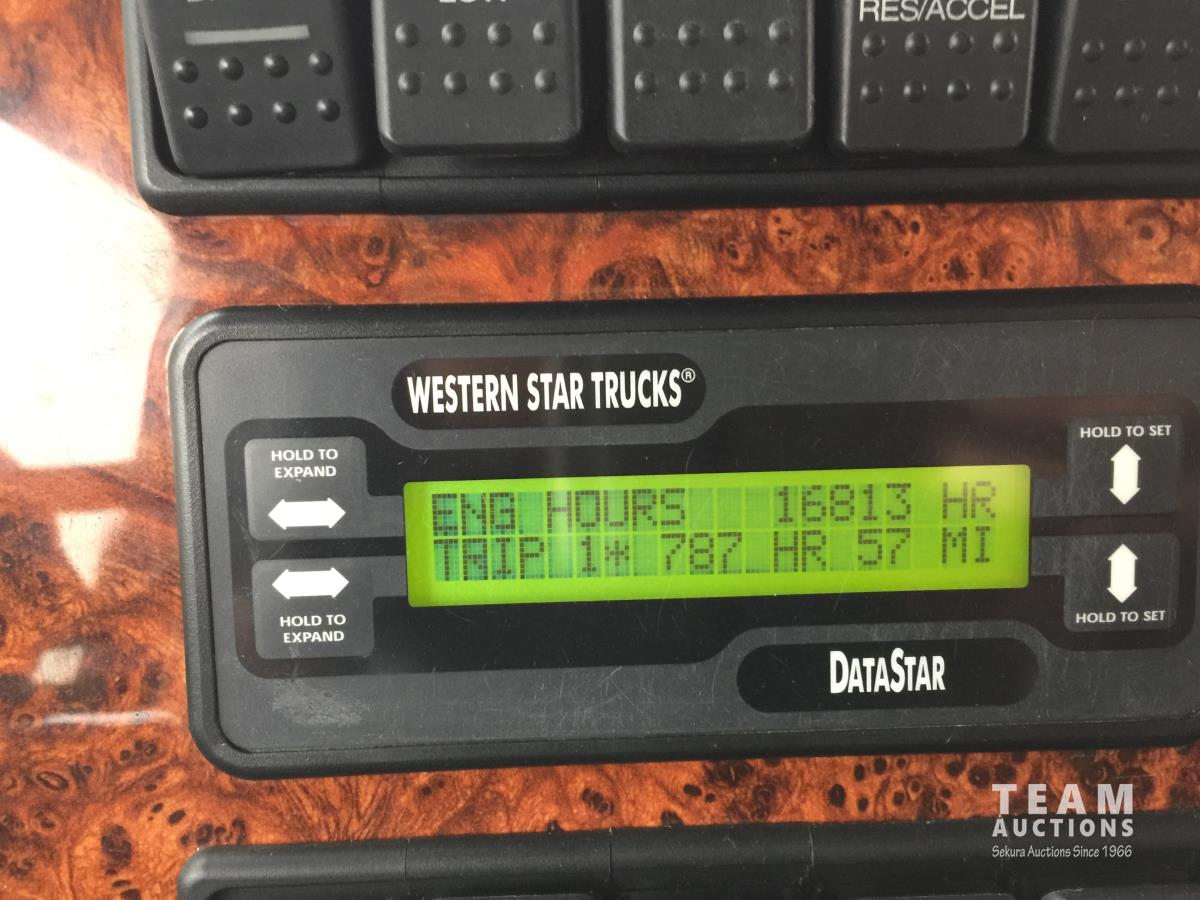 LOW
RES/ACCEL
WESTERN STAR TRUCKS®
HOLD TO
EXPAND
HOLD TO SET
ENG HOURS 16813 HR
TRIP 1* 787 HR 57 MI
HOLD TO
EXPAND
HOLD TO SET
DATASTAR
TEAM
AUCTIONS
Sekura Auctions Since 1966